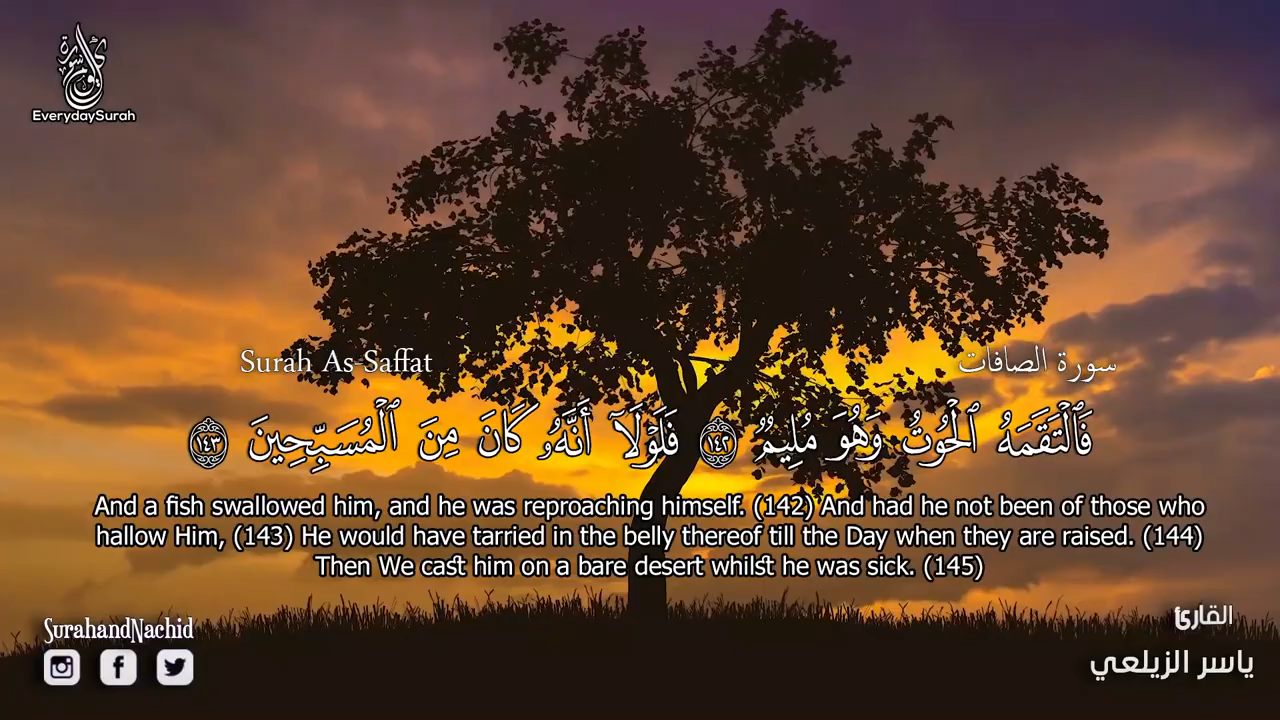 EverydaySurah
Surah As-Saffat
سورة الصافات
فَٱلْتَقَمَهُ ٱلْحُوتُ وَهُوَ مُلِيمٌ ١٤٢ فَلَوْلَآ أَنَّهُۥ كَانَ مِنَ ٱلْمُسَبِّحِينَ ١٤٣
And a fish swallowed him, and he was reproaching himself. (142) And had he not been of those who
hallow Him, (143) He would have tarried in the belly thereof till the Day when they are raised. (144)
Then We cast him on a bare desert whilst he was sick. (145)
SurahandNachid
القارئ
ياسر الزيلعي